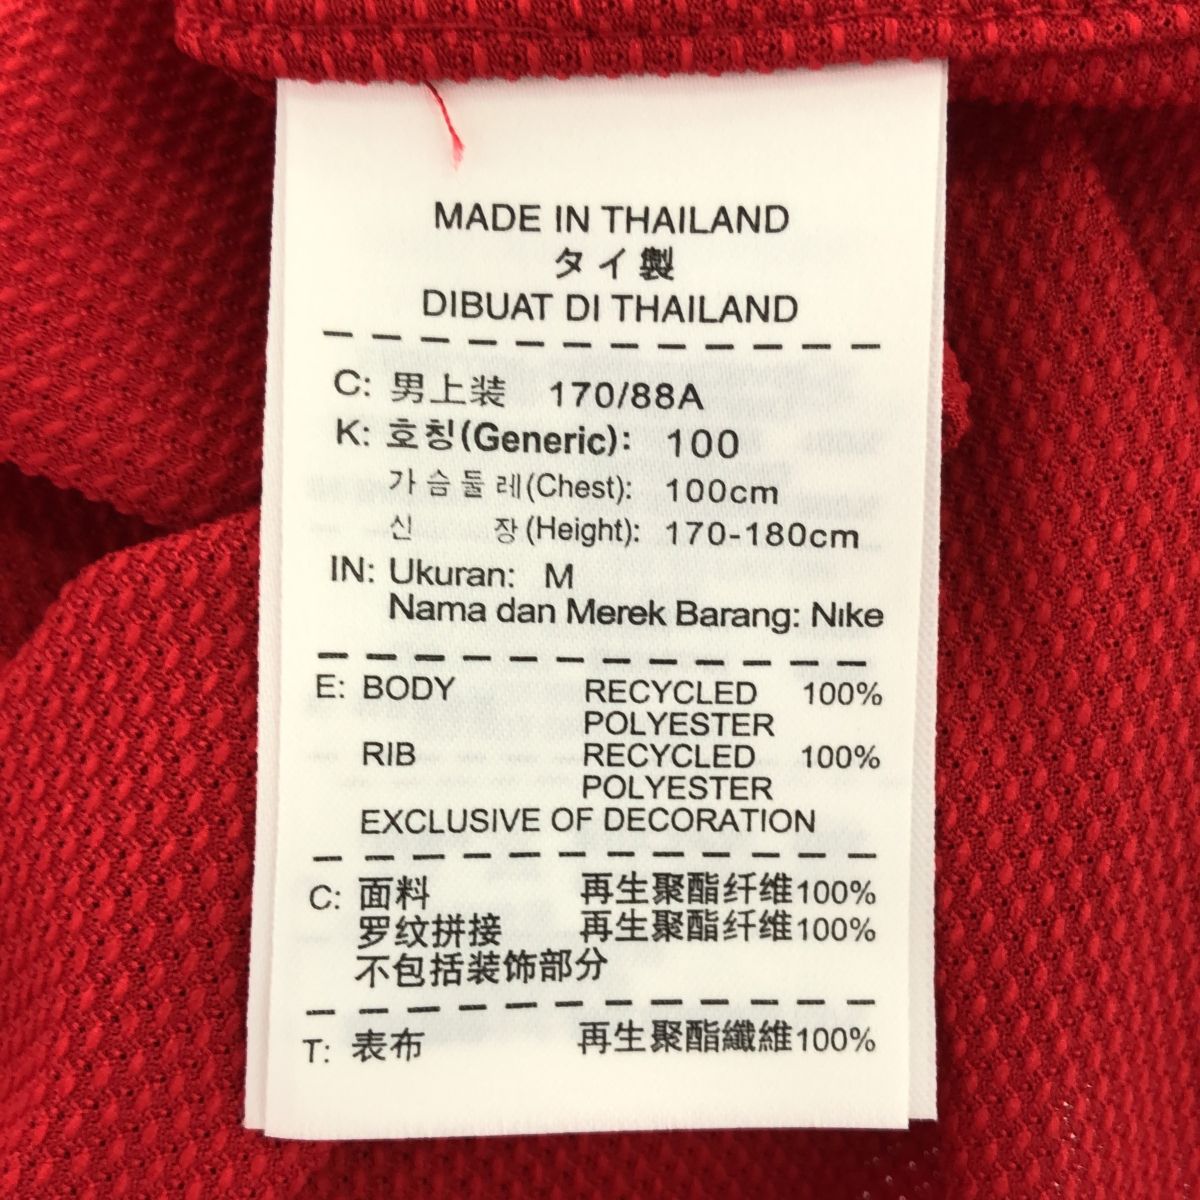 MADE IN THAILAND
タイ製
DIBUAT DI THAILAND
C: 男上装 170/88A
K: 호칭(Generic): 100
가슴둘레(Chest): 100cm
신 장(Height): 170-180cm
IN: Ukuran: M
Nama dan Merek Barang: Nike
E: BODY RECYCLED 100%
POLYESTER
RIB RECYCLED 100%
POLYESTER
EXCLUSIVE OF DECORATION
C: 面料 再生聚酯纤维100%
罗纹拼接 再生聚酯纤维100%
不包括装饰部分
T: 表布 再生聚酯纖維100%